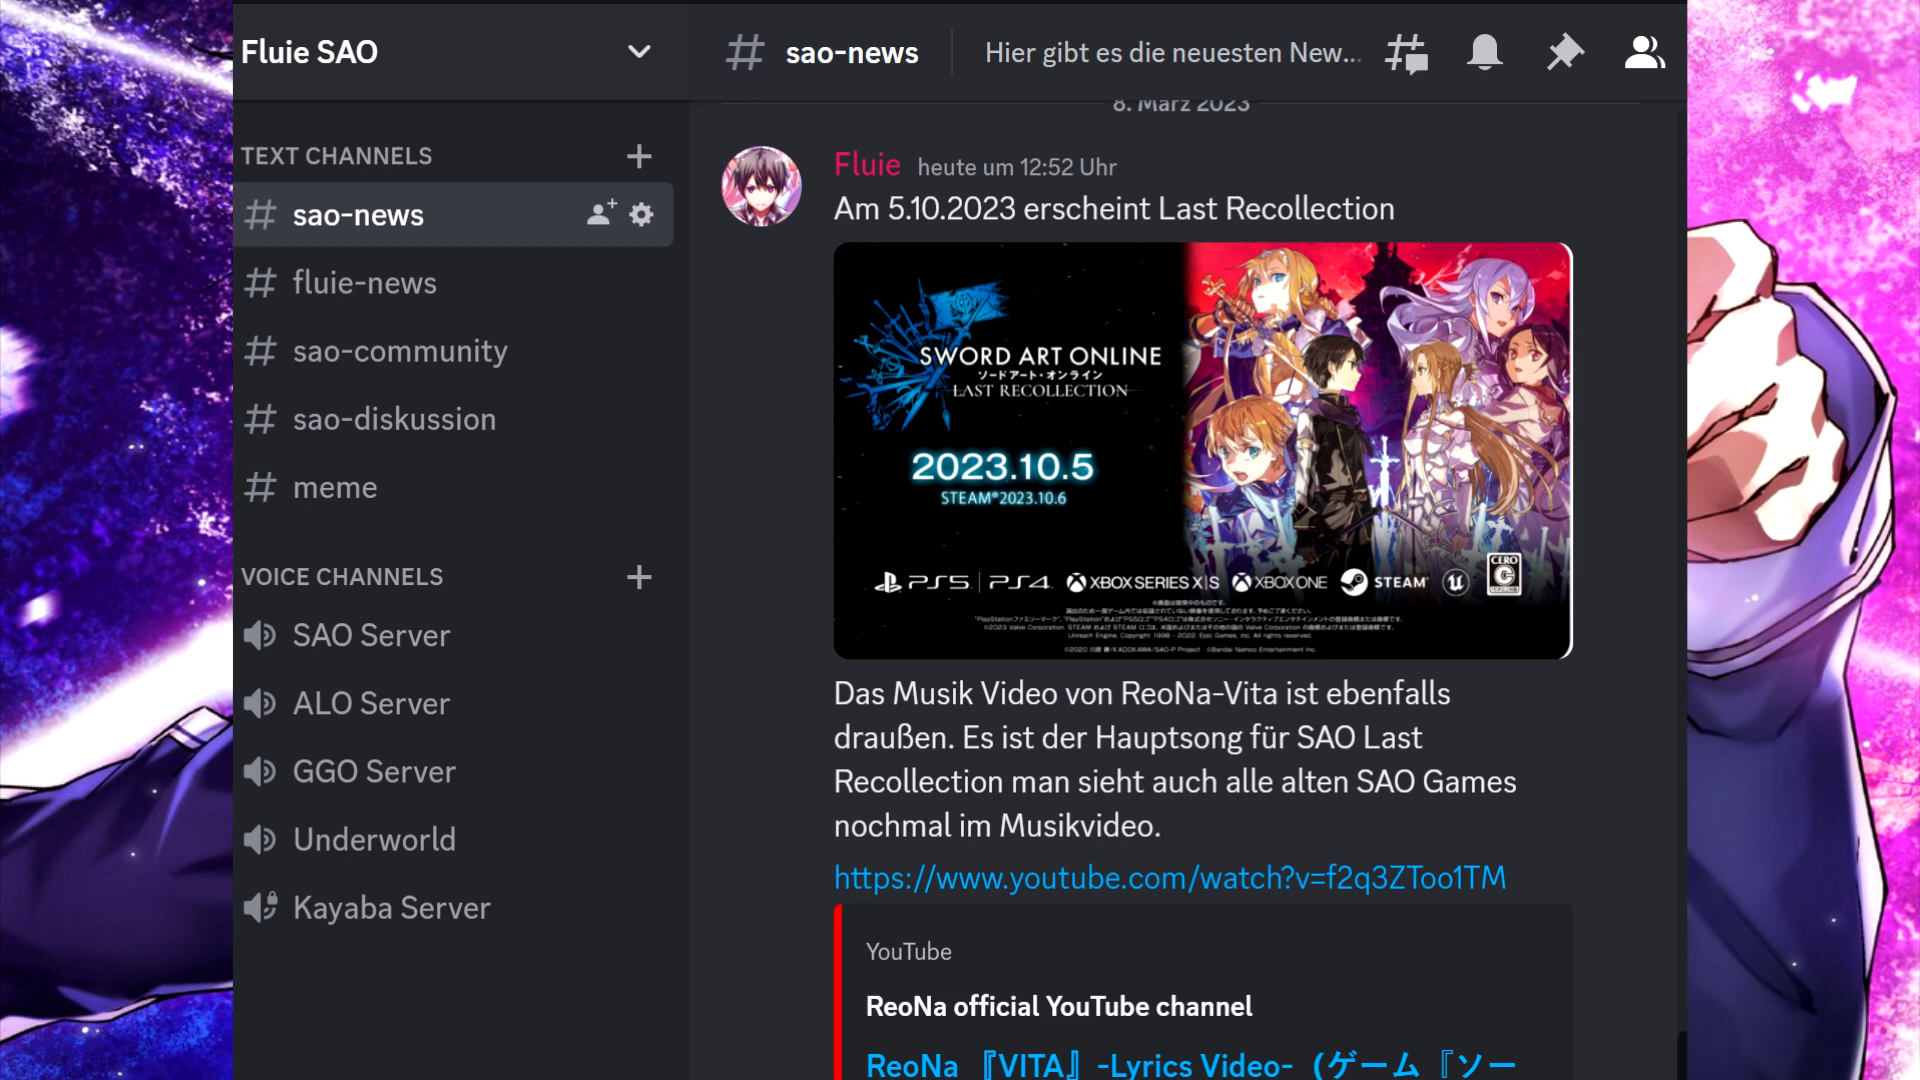 Fluie SAO
sao-news
Hier gibt es die neuesten New...
TEXT CHANNELS
sao-news
fluie-news
sao-community
sao-diskussion
meme
VOICE CHANNELS
SAO Server
ALO Server
GGO Server
Underworld
Kayaba Server
8. März 2023
Fluie heute um 12:52 Uhr
Am 5.10.2023 erscheint Last Recollection
SWORD ART ONLINE
ソードアート・オンライン
LAST RECOLLECTION
2023.10.5
STEAM®2023.10.6
PS5 PS4 XBOX SERIES X|S XBOX ONE STEAM CERO
Das Musik Video von ReoNa-Vita ist ebenfalls
draußen. Es ist der Hauptsong für SAO Last
Recollection man sieht auch alle alten SAO Games
nochmal im Musikvideo.
https://www.youtube.com/watch?v=f2q3ZToo1TM
YouTube
ReoNa official YouTube channel
ReoNa 『VITA』-Lyrics Video-（ゲーム『ソー